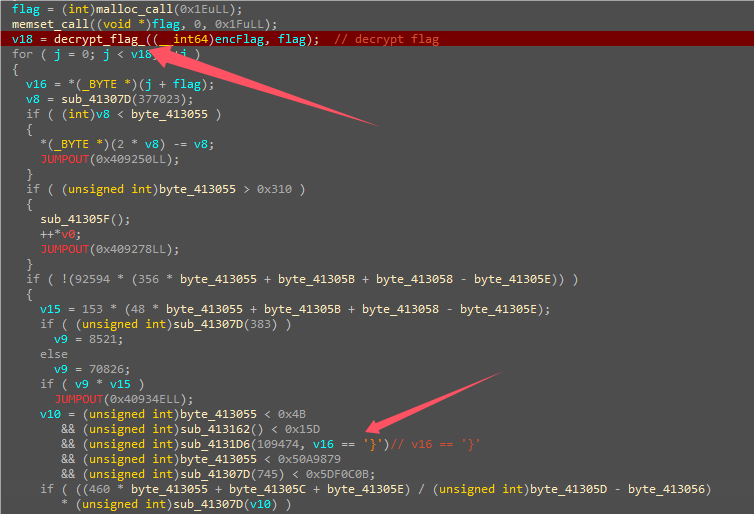 flag = (int)malloc_call(0x1EuLL);
memset_call((void *)flag, 0, 0x1FuLL);
v18 = decrypt_flag_((__int64)encFlag, flag);  // decrypt flag
for ( j = 0; j < v18; j )
{
v16 = *(_BYTE *)(j + flag);
v8 = sub_41307D(377023);
if ( (int)v8 < byte_413055 )
{
*(_BYTE *)(2 * v8) -= v8;
JUMPOUT(0x409250LL);
}
if ( (unsigned int)byte_413055 > 0x310 )
{
sub_41305F();
++*v0;
JUMPOUT(0x409278LL);
}
if ( !(92594 * (356 * byte_413055 + byte_41305B + byte_413058 - byte_41305E)) )
{
v15 = 153 * (48 * byte_413055 + byte_41305B + byte_413058 - byte_41305E);
if ( (unsigned int)sub_41307D(383) )
v9 = 8521;
else
v9 = 70826;
if ( v9 * v15 )
JUMPOUT(0x40934ELL);
v10 = (unsigned int)byte_413055 < 0x4B
&& (unsigned int)sub_413162() < 0x15D
&& (unsigned int)sub_4131D6(109474, v16 == '}')// v16 == '}'
&& (unsigned int)byte_413055 < 0x50A9879
&& (unsigned int)sub_41307D(745) < 0x5DF0C0B;
if ( ((460 * byte_413055 + byte_41305C + byte_41305E) / (unsigned int)byte_41305D - byte_413056)
* (unsigned int)sub_41307D(v10) )